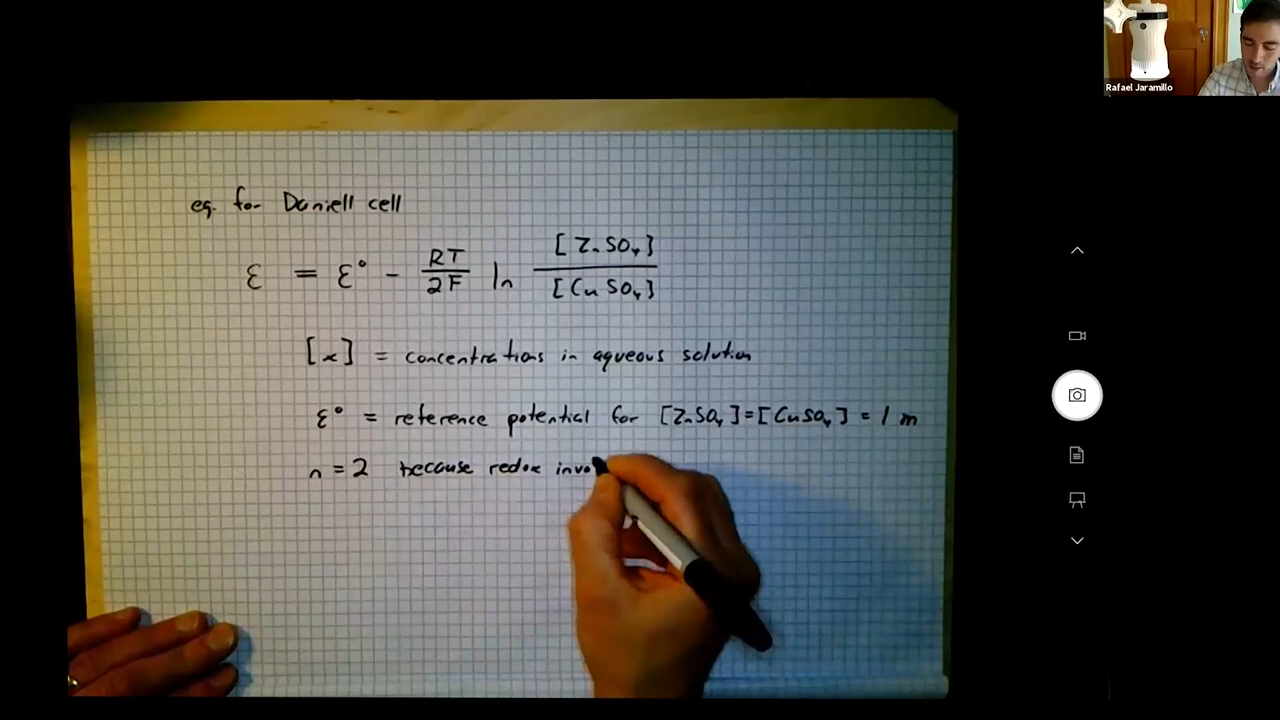 Rafael Jaramillo
eg. for Daniell cell
ℰ = ℰ° - RT/2F ln [ZnSO₄]/[CuSO₄]
[x] = concentrations in aqueous solution
ℰ° = reference potential for [ZnSO₄]=[CuSO₄] = 1 m
n = 2 because redox invo